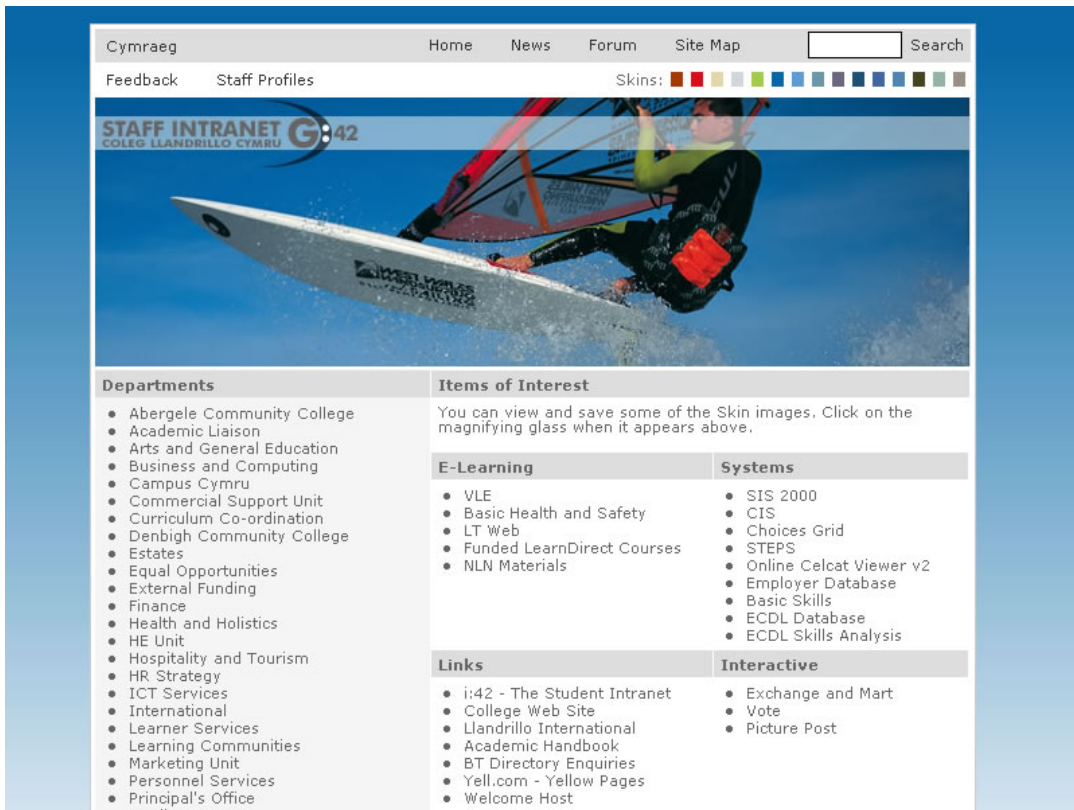 Cymraeg
Home News Forum Site Map Search
Feedback Staff Profiles Skins:
STAFF INTRANET G:42
COLEG LLANDRILLO CYMRU
WEST WALES
WINDSURFING
SAILING
Departments
Abergele Community College
Academic Liaison
Arts and General Education
Business and Computing
Campus Cymru
Commercial Support Unit
Curriculum Co-ordination
Denbigh Community College
Estates
Equal Opportunities
External Funding
Finance
Health and Holistics
HE Unit
Hospitality and Tourism
HR Strategy
ICT Services
International
Learner Services
Learning Communities
Marketing Unit
Personnel Services
Principal's Office
Items of Interest
You can view and save some of the Skin images. Click on the
magnifying glass when it appears above.
E-Learning
VLE
Basic Health and Safety
LT Web
Funded LearnDirect Courses
NLN Materials
Systems
SIS 2000
CIS
Choices Grid
STEPS
Online Celcat Viewer v2
Employer Database
Basic Skills
ECDL Database
ECDL Skills Analysis
Links
i:42 - The Student Intranet
College Web Site
Llandrillo International
Academic Handbook
BT Directory Enquiries
Yell.com - Yellow Pages
Welcome Host
Interactive
Exchange and Mart
Vote
Picture Post